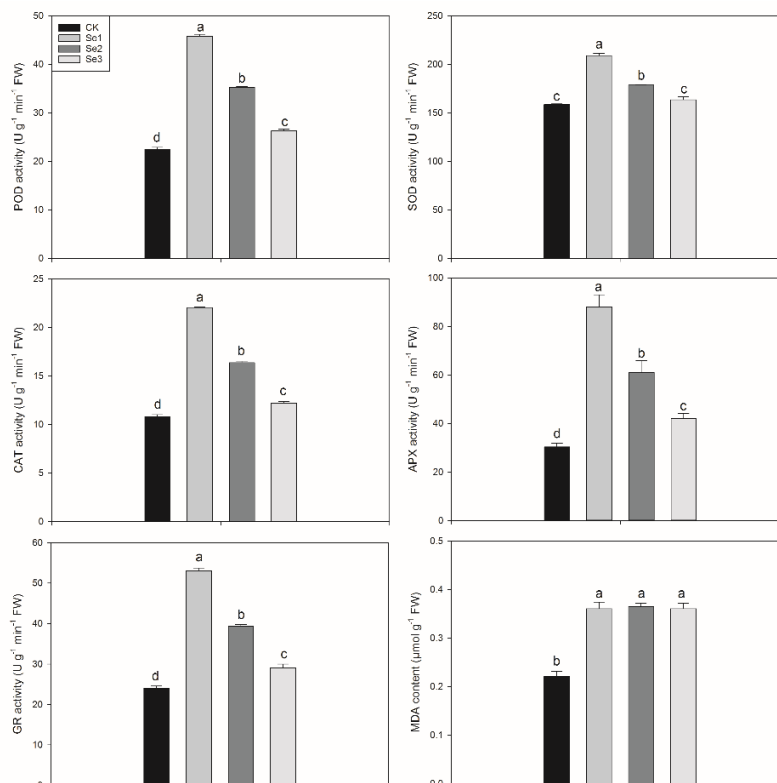 50
40
30
20
10
0
POD activity (U g⁻¹ min⁻¹ FW)
CK
Se1
Se2
Se3
d
a
b
c
250
200
150
100
50
0
SOD activity (U g⁻¹ min⁻¹ FW)
c
a
b
c
25
20
15
10
5
0
CAT activity (U g⁻¹ min⁻¹ FW)
d
a
b
c
100
80
60
40
20
0
APX activity (U g⁻¹ min⁻¹ FW)
d
a
b
c
60
50
40
30
20
10
GR activity (U g⁻¹ min⁻¹ FW)
d
a
b
c
0.5
0.4
0.3
0.2
0.1
MDA content (µmol g⁻¹ FW)
b
a
a
a